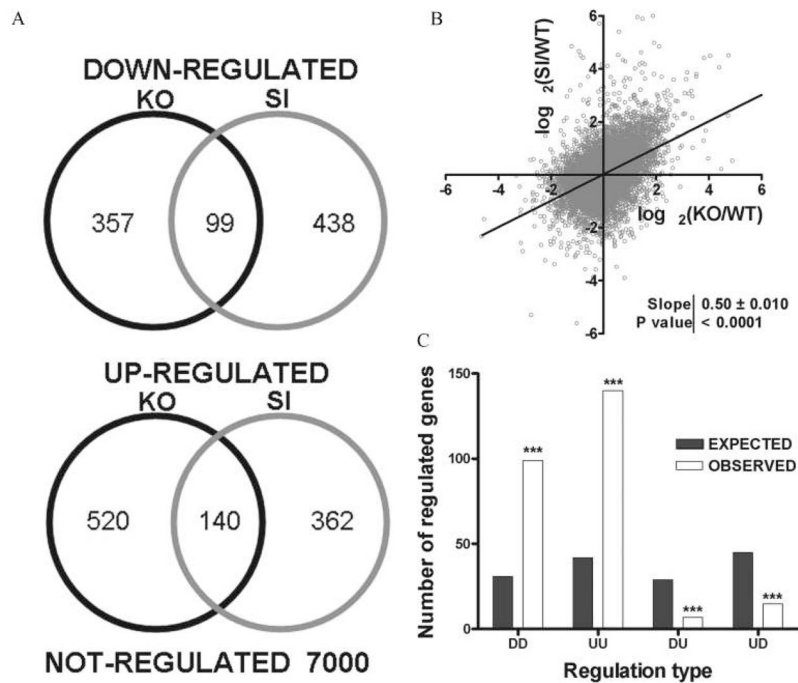 A
DOWN-REGULATED
KO SI
357 99 438
UP-REGULATED
KO SI
520 140 362
NOT-REGULATED 7000
B
log 2(SI/WT)
6
4
2
-6 -4 -2 2 4 6
log 2(KO/WT)
-2
-4
-6
Slope 0.50 ± 0.010
P value < 0.0001
C
Number of regulated genes
150
100
50
0
*** *** *** ***
EXPECTED
OBSERVED
DD UU DU UD
Regulation type